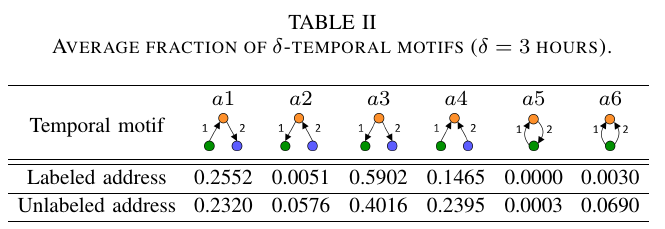 TABLE II
AVERAGE FRACTION OF δ-TEMPORAL MOTIFS (δ = 3 HOURS).
a1 a2 a3 a4 a5 a6
Temporal motif 1 2 1 2 1 2 1 2 1 2 1 2
Labeled address 0.2552 0.0051 0.5902 0.1465 0.0000 0.0030
Unlabeled address 0.2320 0.0576 0.4016 0.2395 0.0003 0.0690